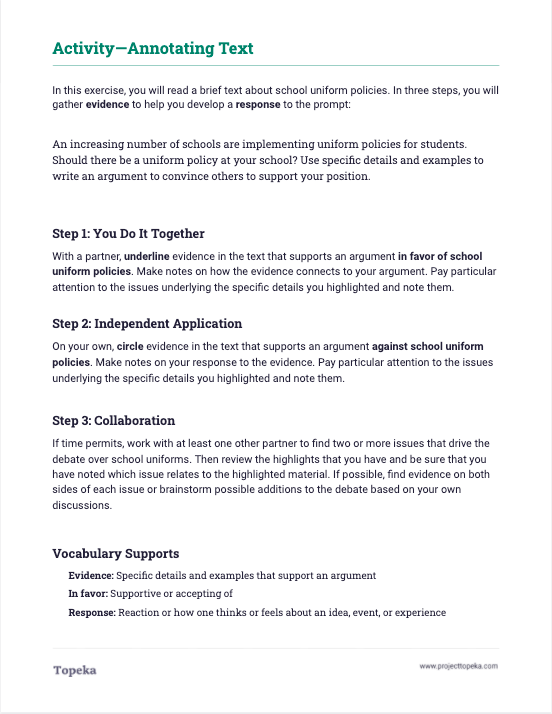 Activity—Annotating Text
In this exercise, you will read a brief text about school uniform policies. In three steps, you will
gather evidence to help you develop a response to the prompt:
An increasing number of schools are implementing uniform policies for students.
Should there be a uniform policy at your school? Use specific details and examples to
write an argument to convince others to support your position.
Step 1: You Do It Together
With a partner, underline evidence in the text that supports an argument in favor of school
uniform policies. Make notes on how the evidence connects to your argument. Pay particular
attention to the issues underlying the specific details you highlighted and note them.
Step 2: Independent Application
On your own, circle evidence in the text that supports an argument against school uniform
policies. Make notes on your response to the evidence. Pay particular attention to the issues
underlying the specific details you highlighted and note them.
Step 3: Collaboration
If time permits, work with at least one other partner to find two or more issues that drive the
debate over school uniforms. Then review the highlights that you have and be sure that you
have noted which issue relates to the highlighted material. If possible, find evidence on both
sides of each issue or brainstorm possible additions to the debate based on your own
discussions.
Vocabulary Supports
Evidence: Specific details and examples that support an argument
In favor: Supportive or accepting of
Response: Reaction or how one thinks or feels about an idea, event, or experience
Topeka
www.projecttopeka.com